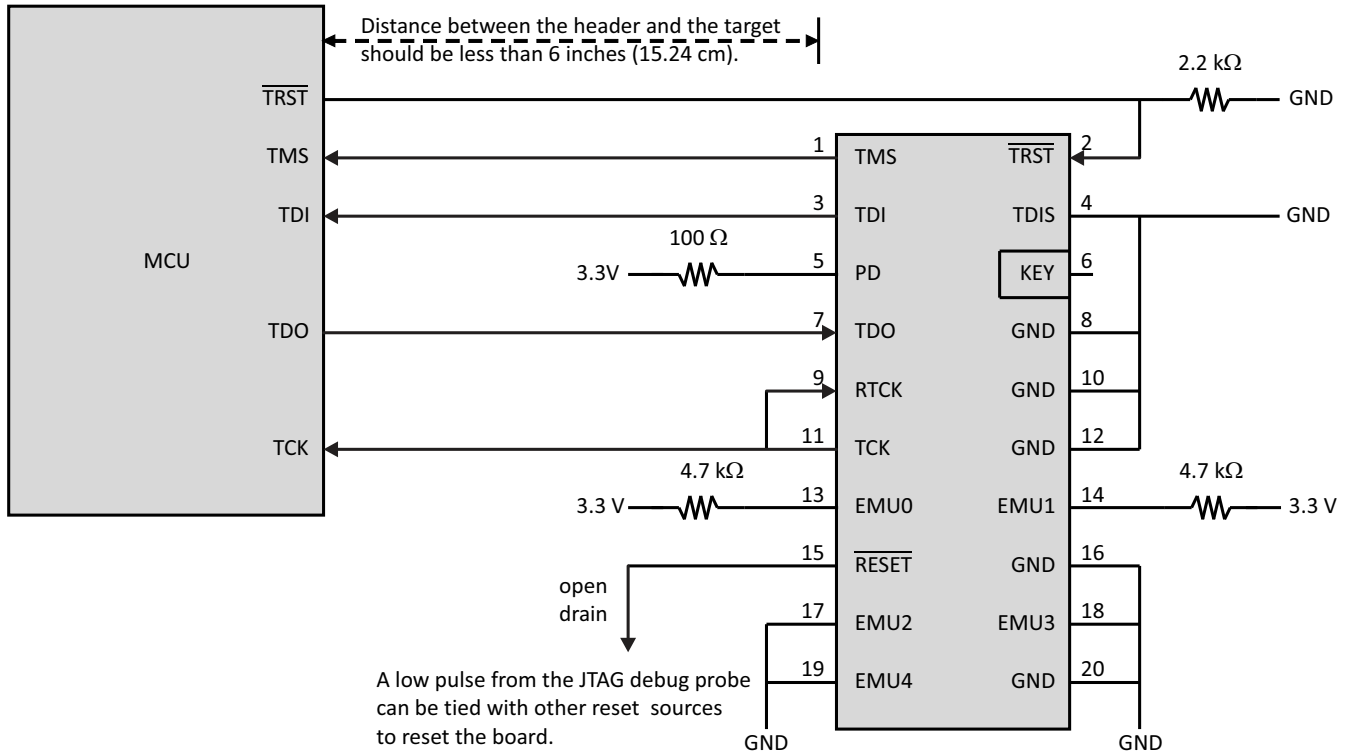 Distance between the header and the target
should be less than 6 inches (15.24 cm).
2.2 kΩ
TRST
GND
1
TMS
TMS
TRST
2
3
TDI
TDI
TDIS
4
GND
100 Ω
MCU
3.3V
5
PD
KEY
6
TDO
7
TDO
GND
8
9
RTCK
GND
10
TCK
11
TCK
GND
12
4.7 kΩ
4.7 kΩ
3.3 V
13
EMU0
EMU1
14
3.3 V
15
RESET
GND
16
open
drain
17
EMU2
EMU3
18
19
EMU4
GND
20
A low pulse from the JTAG debug probe
can be tied with other reset sources
to reset the board.
GND
GND